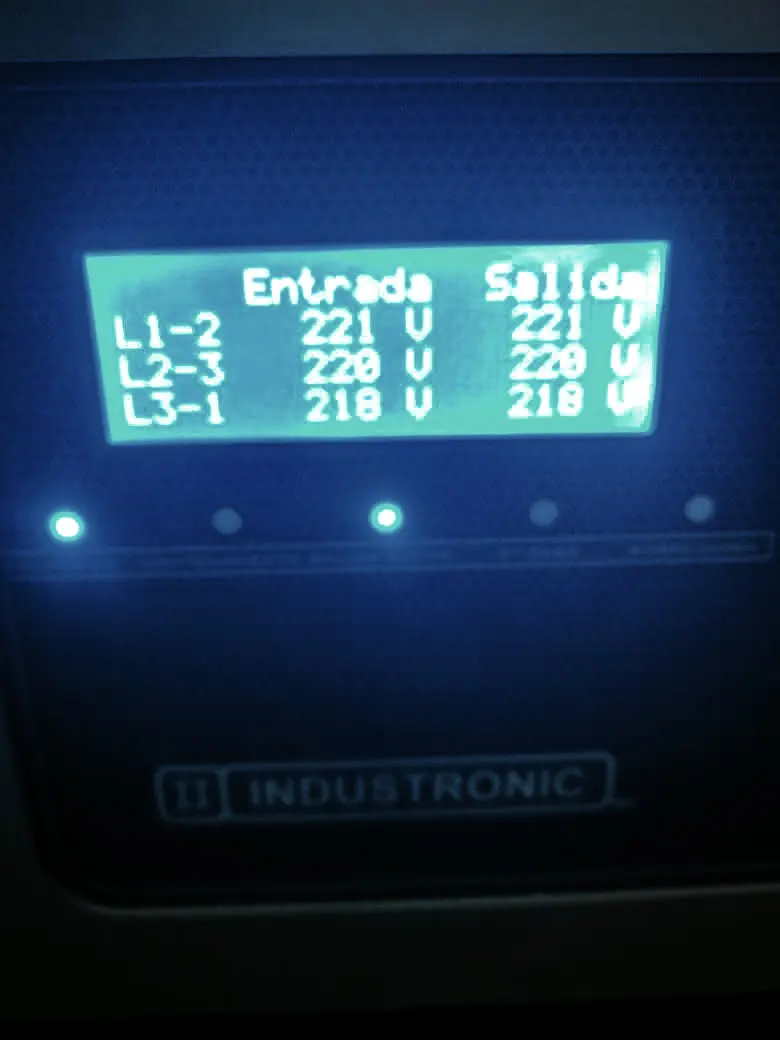 Entrada Salida
L1-2 221 V 221 V
L2-3 220 V 220 V
L3-1 218 V 218 V
INDUSTRONIC